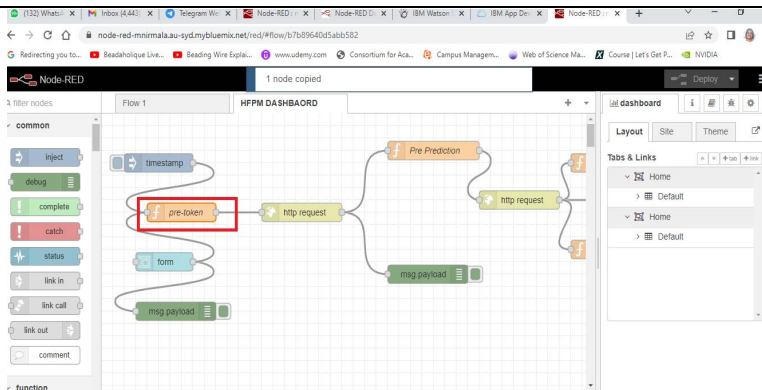 (132) WhatsA
Inbox (4,443)
Telegram Web
Node-RED : n
Node-RED D
IBM Watson
IBM App Dev
Node-RED : n
node-red-mnirmala.au-syd.mybluemix.net/red/#flow/b7b89640d5abb582
Redirecting you to...
Beadaholique Live...
Beading Wire Explai...
www.udemy.com
Consortium for Aca...
Campus Managem...
Web of Science Ma...
Course | Let's Get P...
NVIDIA
Node-RED
1 node copied
Deploy
filter nodes
Flow 1
HFPM DASHBAORD
dashboard
common
inject
debug
complete
catch
status
link in
link call
link out
comment
function
timestamp
pre-token
http request
form
msg.payload
Pre Prediction
http request
msg.payload
Layout
Site
Theme
Tabs & Links
+ tab
+ link
Home
Default
Home
Default